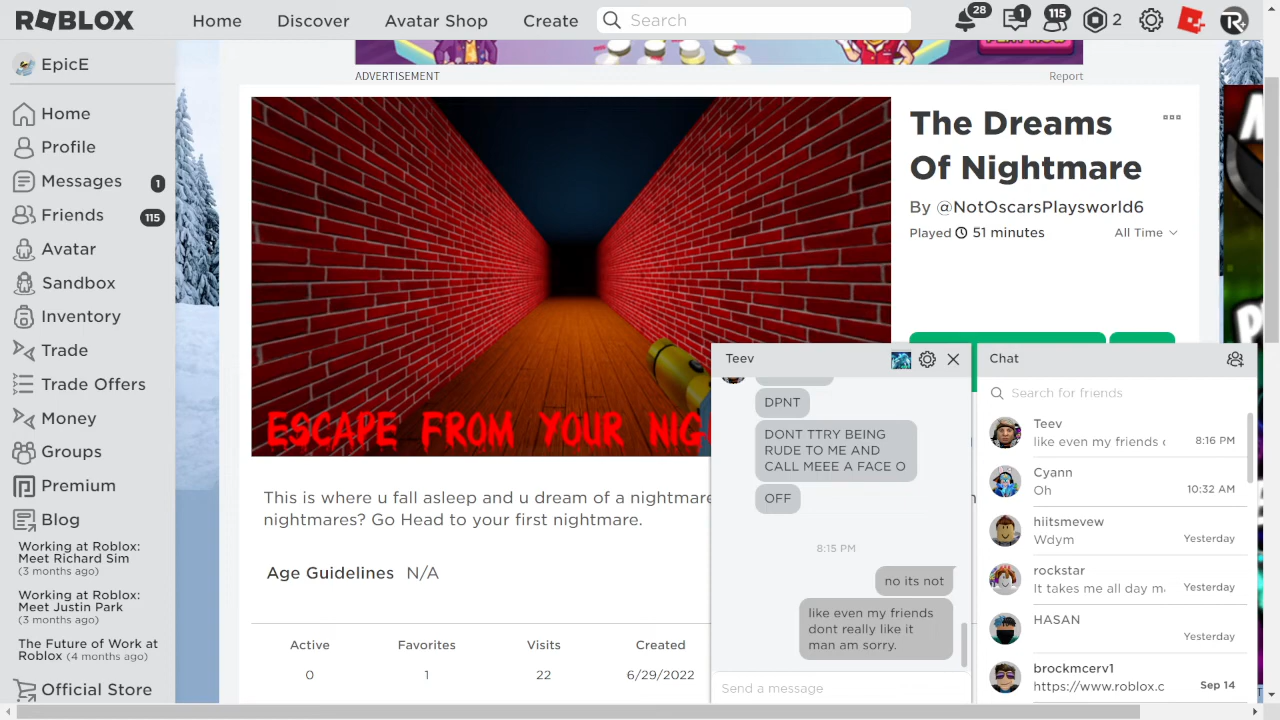 ROBLOX
Home
Discover
Avatar Shop
Create
Search
28
1
115
2
EpicE
Home
Profile
Messages
1
Friends
115
Avatar
Sandbox
Inventory
Trade
Trade Offers
Money
Groups
Premium
Blog
Working at Roblox:
Meet Richard Sim
(3 months ago)
Working at Roblox:
Meet Justin Park
(3 months ago)
The Future of Work at
Roblox (4 months ago)
Official Store
ADVERTISEMENT
Report
ESCAPE FROM YOUR NIG
The Dreams
Of Nightmare
By @NotOscarsPlaysworld6
Played 51 minutes
All Time
This is where u fall asleep and u dream of a nightmare
nightmares? Go Head to your first nightmare.
Age Guidelines N/A
Active
Favorites
Visits
Created
0
1
22
6/29/2022
Teev
DPNT
DONT TTRY BEING
RUDE TO ME AND
CALL MEEE A FACE O
OFF
8:15 PM
no its not
like even my friends
dont really like it
man am sorry.
Send a message
Chat
Search for friends
Teev
like even my friends
8:16 PM
Cyann
Oh
10:32 AM
hiitsmevew
Wdym
Yesterday
rockstar
It takes me all day m
Yesterday
HASAN
Yesterday
brockmcerv1
https://www.roblox.c
Sep 14